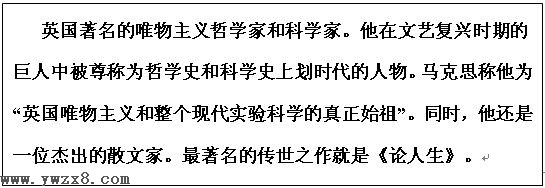 英国著名的唯物主义哲学家和科学家。他在文艺复兴时期的
巨人中被尊称为哲学史和科学史上划时代的人物。马克思称他为
“英国唯物主义和整个现代实验科学的真正始祖”。同时,他还是
一位杰出的散文家。最著名的传世之作就是《论人生》。
www.ywzx8.com